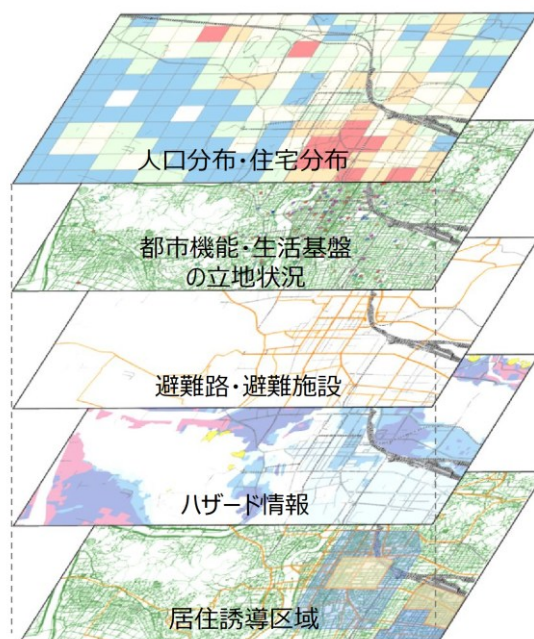 人口分布・住宅分布
都市機能・生活基盤
の立地状況
避難路・避難施設
ハザード情報
居住誘導区域